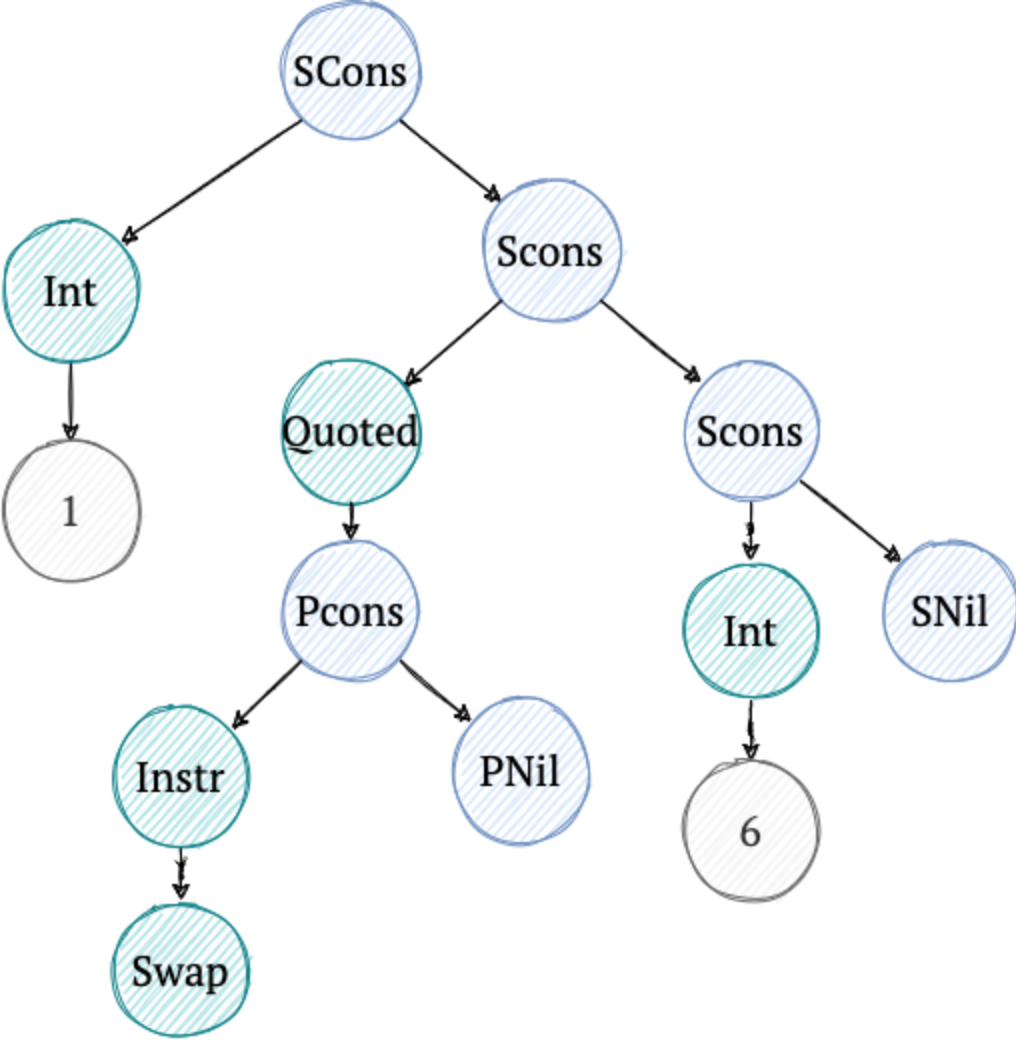 SCons
Scons
Int
Quoted
Scons
1
Pcons
SNil
Int
Instr
PNil
6
Swap